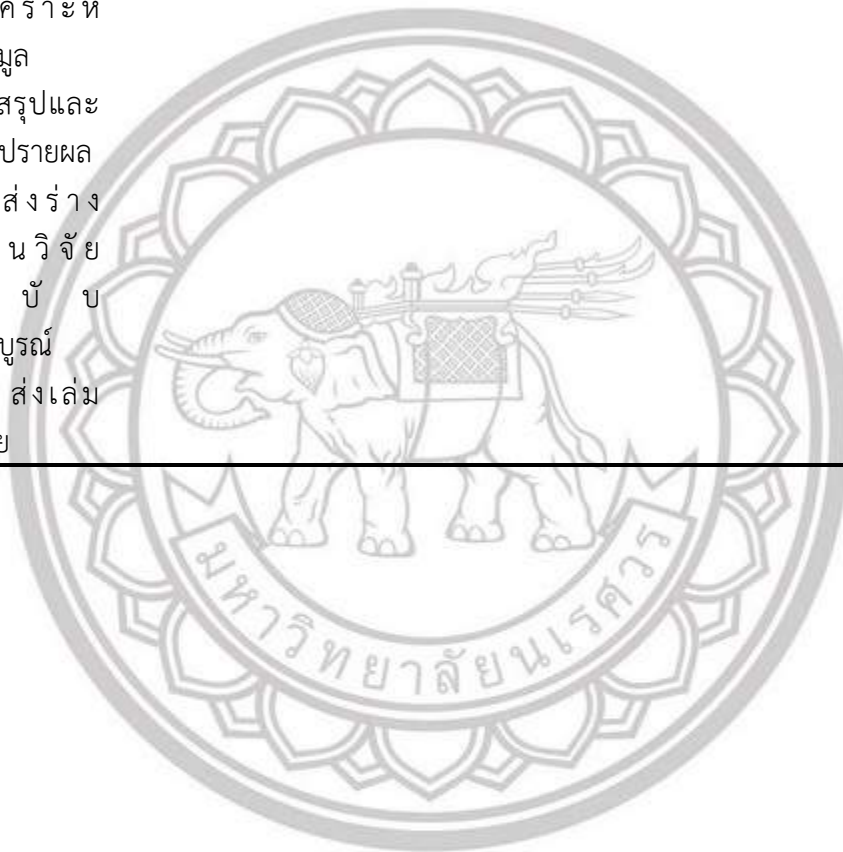 คราะห
มูล
สรุปและ
ปรายผล
ส่งร่าง
นวิจัย
บับ
บูรณ์
ส่งเล่ม
ย
มหาวิทยาลัยนเรศวร